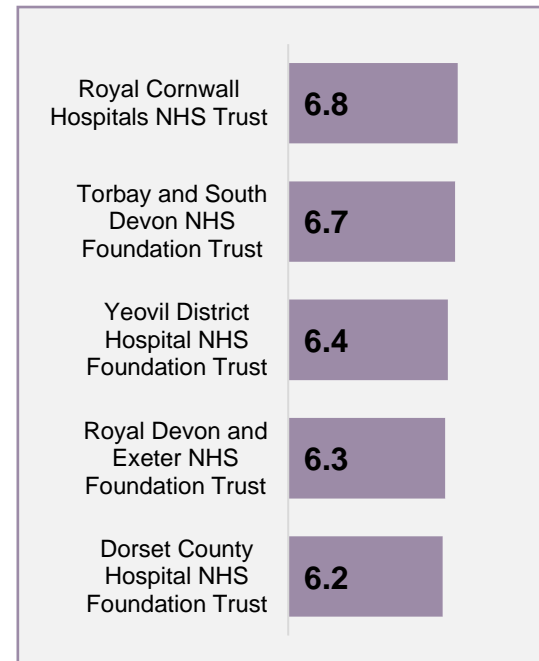 Royal Cornwall
Hospitals NHS Trust
6.8
Torbay and South
Devon NHS
Foundation Trust
6.7
Yeovil District
Hospital NHS
Foundation Trust
6.4
Royal Devon and
Exeter NHS
Foundation Trust
6.3
Dorset County
Hospital NHS
Foundation Trust
6.2